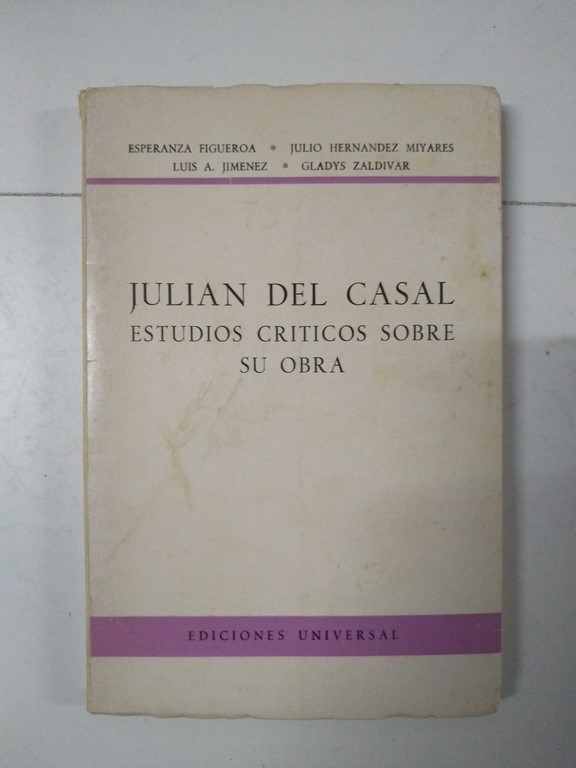 ESPERANZA FIGUEROA • JULIO HERNANDEZ MIYARES
LUIS A. JIMENEZ • GLADYS ZALDIVAR
JULIAN DEL CASAL
ESTUDIOS CRITICOS SOBRE
SU OBRA
EDICIONES UNIVERSAL